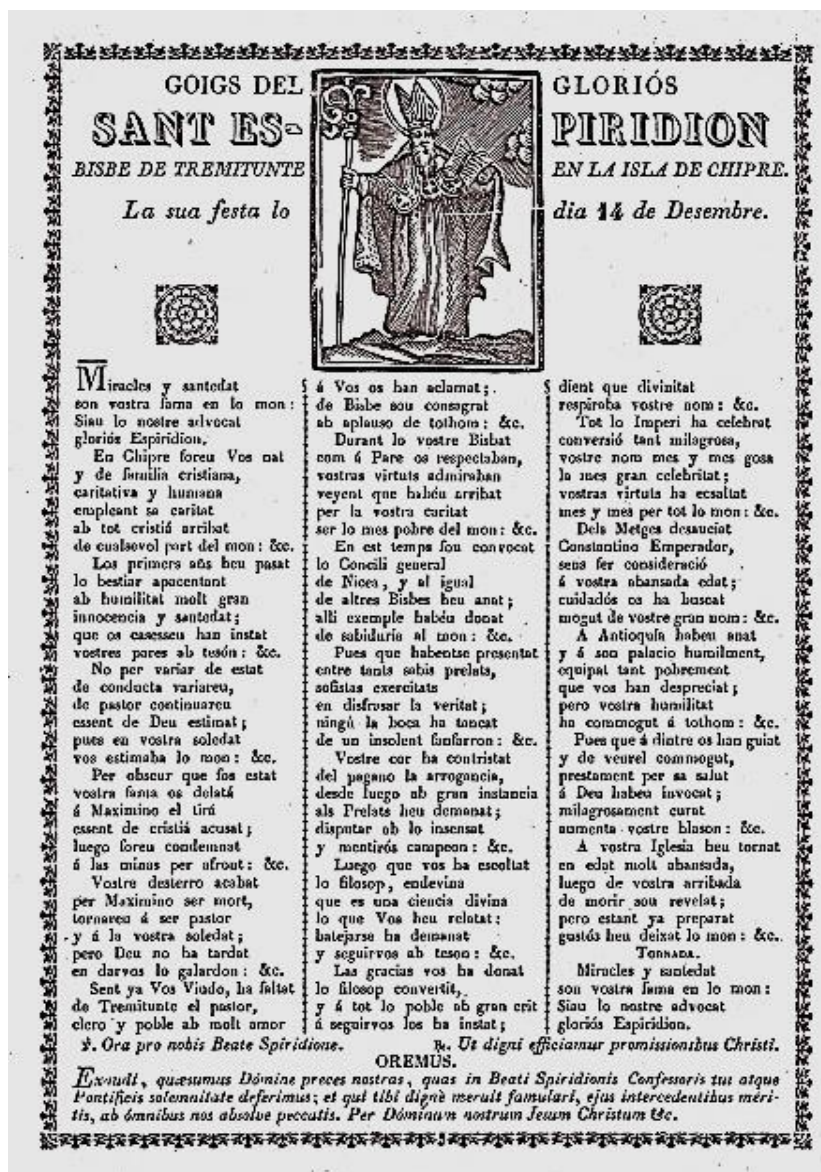 GOIGS DEL GLORIÓS
SANT ES-PIRIDION
BISBE DE TREMITUNTE EN LA ISLA DE CHIPRE.
La sua festa lo dia 14 de Desembre.
Miracles y santedat
son vostra fama en lo mon:
Siau lo nostre advocat
gloriós Espiridion.
En Chipre foreu Vos nat
y de familia cristiana,
caritativa y humana
empleant sa caritat
ab tot cristiá arribat
de cualsevol part del mon: &c.
Los primers añs heu pasat
lo bestiar apacentant
ab humilitat molt gran
innocencia y santedat;
que os casesseu han instat
vostres pares ab tesón: &c.
No per variar de estat
de conducta variareu,
de pastor continuareu
essent de Deu estimat;
pues en vostra soledat
vos estimaba lo mon: &c.
Per obscur que fos estat
vostra fama os delatá
á Maximino el tirá
essent de cristiá acusat;
luego foreu condemnat
á las minas per afront: &c.
Vostre desterro acabat
per Maximino ser mort,
tornareu á ser pastor
y á la vostra soledat;
pero Deu no ha tardat
en darvos lo galardon: &c.
Sent ya Vos Viudo, ha faltat
de Tremitunte el pastor,
clero y poble ab molt amor
á Vos os han aclamat;
de Bisbe sou consagrat
ab aplauso de tothom: &c.
Durant lo vostre Bisbat
com á Pare os respectaban,
vostras virtuts admiraban
veyent que habéu arribat
per la vostra caritat
ser lo mes pobre del mon: &c.
En est temps fou convocat
lo Concili general
de Nicea, y al igual
de altres Bisbes heu anat;
alli exemple habéu donat
de sabiduria al mon: &c.
Pues que habentse presentat
entre tants sabis prelats,
sofistas exercitats
en disfrasar la veritat;
ningú la boca ha tancat
de un insolent fanfarron: &c.
Vostre cor ha contristat
del pagano la arrogancia,
desde luego ab gran instancia
als Prelats heu demanat;
disputar ab lo insensat
y mentirós campeon: &c.
Luego que vos ha escoltat
lo filosop, endevina
que es una ciencia divina
lo que Vos heu relatat:
batejarse ha demanat
y seguirvos ab teson: &c.
Las gracias vos ha donat
lo filosop convertit,
y á tot lo poble ab gran crit
á seguirvos los ha instat;
dient que divinitat
respiraba vostre nom: &c.
Tot lo Imperi ha celebrat
conversió tant milagrosa,
vostre nom mes y mes gosa
la mes gran celebritat;
vostras virtuts ha ecsaltat
mes y mes per tot lo mon: &c.
Dels Metges desauciat
Constantino Emperador,
sens fer consideració
á vostra abansada edat;
cuidadós os ha buscat
mogut de vostre gran nom: &c.
A Antioquía habeu anat
y á son palacio humilment,
equipat tant pobrement
que vos han despreciat;
pero vostra humilitat
ha commogut á tothom: &c.
Pues que á dintre os han guiat
y de veurel commogut,
prestament per sa salut
á Deu habeu invocat;
milagrosament curat
aumenta vostre blason: &c.
A vostra Iglesia heu tornat
en edat molt abansada,
luego de vostra arribada
de morir sou revelat;
pero estant ya preparat
gustós heu deixat lo mon: &c.
TORNADA.
Miracles y santedat
son vostra fama en lo mon:
Siau lo nostre advocat
gloriós Espiridion.
℣. Ora pro nobis Beate Spiridione. ℟. Ut digni efficiamur promissionibus Christi.
OREMUS.
Exaudi, quæsumus Dómine preces nostras, quas in Beati Spiridionis Confessoris tui atque
Pontificis solemnitate deferimus; et qui tibi dignè meruit famulari, ejus intercedentibus méri-
tis, ab ómnibus nos absolve peccatis. Per Dóminum nostrum Jesum Christum &c.